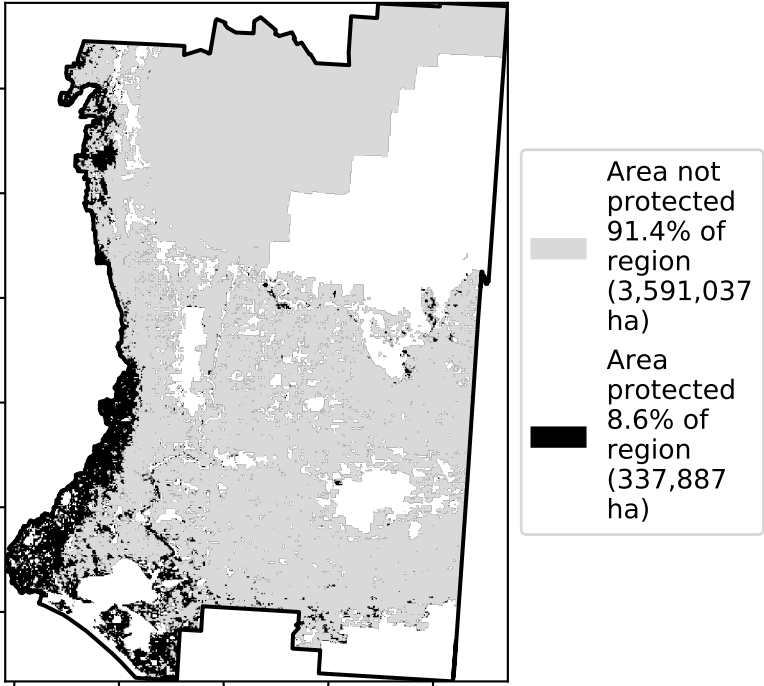 Area not
protected
91.4% of
region
(3,591,037
ha)
Area
protected
8.6% of
region
(337,887
ha)